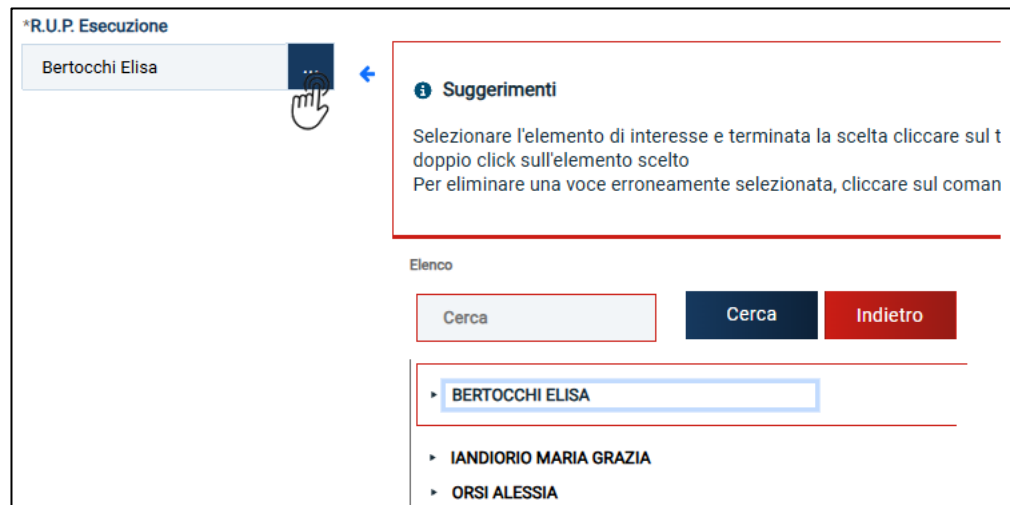 *R.U.P. Esecuzione
Bertocchi Elisa
...
Suggerimenti
Selezionare l'elemento di interesse e terminata la scelta cliccare sul t
doppio click sull'elemento scelto
Per eliminare una voce erroneamente selezionata, cliccare sul coman
Elenco
Cerca
Cerca
Indietro
BERTOCCHI ELISA
IANDIORIO MARIA GRAZIA
ORSI ALESSIA